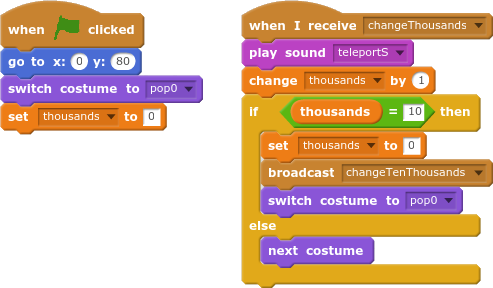 when clicked
go to x: 0 y: 80
switch costume to pop0
set thousands to 0
when I receive changeThousands
play sound teleportS
change thousands by 1
if thousands = 10 then
set thousands to 0
broadcast changeTenThousands
switch costume to pop0
else
next costume